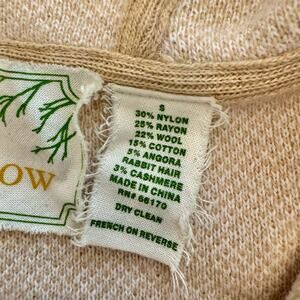 OW
S
30% NYLON
25% RAYON
22% WOOL
15% COTTON
5% ANGORA
RABBIT HAIR
3% CASHMERE
MADE IN CHINA
RN# 66170
DRY CLEAN
FRENCH ON REVERSE